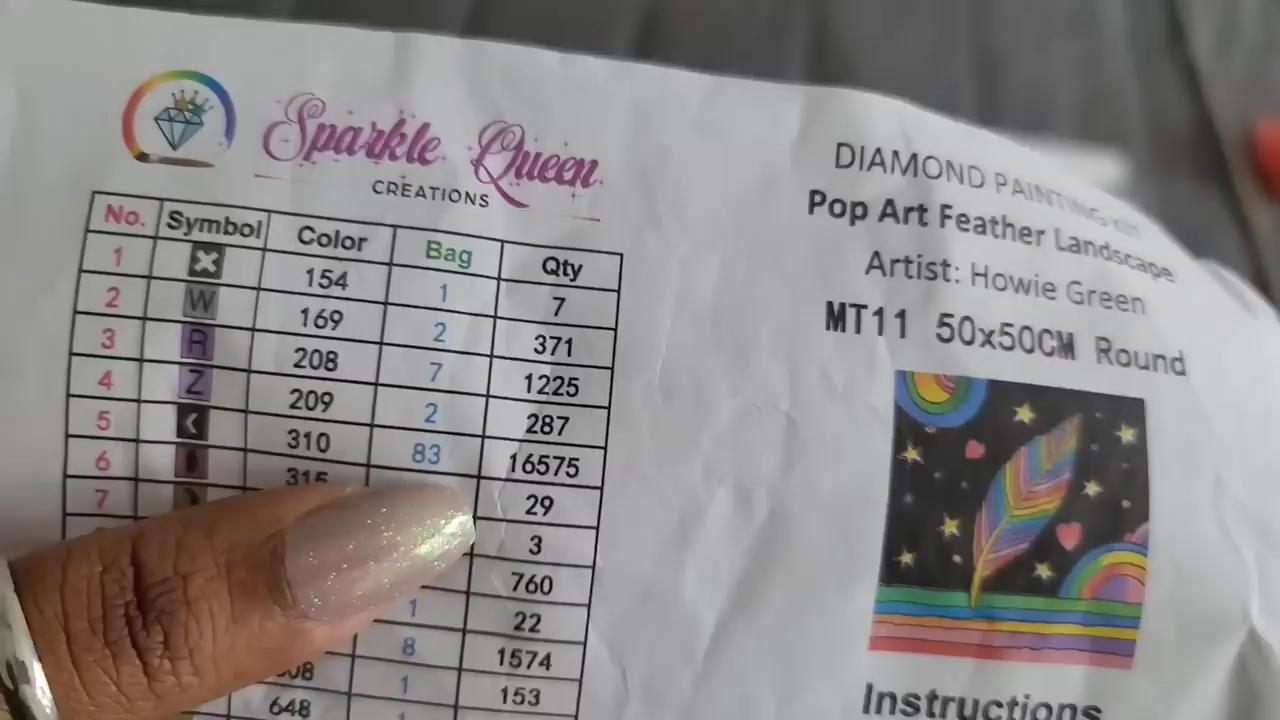 Sparkle Queen
CREATIONS
No. Symbol Color Bag Qty
1 X 154 1 7
2 W 169 2 371
3 R 208 7 1225
4 Z 209 2 287
5 310 83 16575
6 315 29
7 3
760
1 22
8 1574
1 153
648
DIAMOND PAINTING KIT
Pop Art Feather Landscape
Artist: Howie Green
MT11 50x50CM Round
Instructions